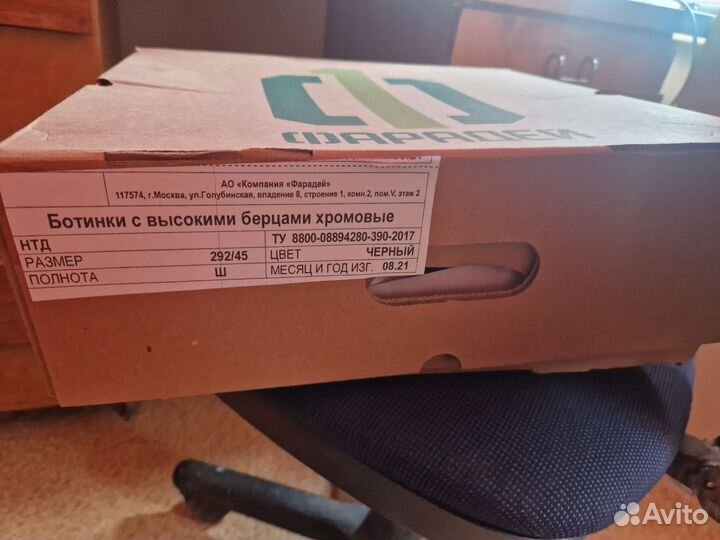 ФАРАДЕЙ
АО «Компания «Фарадей»
117574, г.Москва, ул.Голубинская, владение 8, строение 1, комн.2, пом.V, этаж 2
Ботинки с высокими берцами хромовые
НТД ТУ 8800-08894280-390-2017
РАЗМЕР 292/45 ЦВЕТ ЧЕРНЫЙ
ПОЛНОТА Ш МЕСЯЦ И ГОД ИЗГ. 08.21
Avito